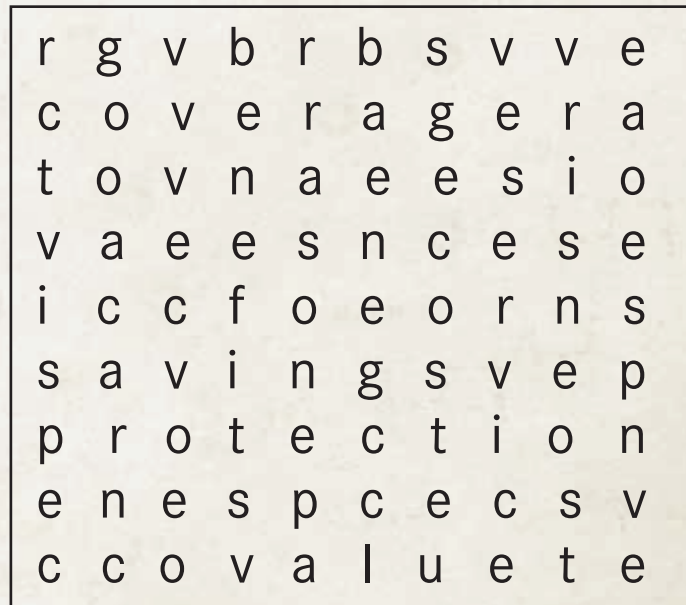 r g v b r b s v v e
c o v e r a g e r a
t o v n a e e s i o
v a e e s n c e s e
i c c f o e o r n s
s a v i n g s v e p
p r o t e c t i o n
e n e s p c e c s v
c c o v a l u e t e